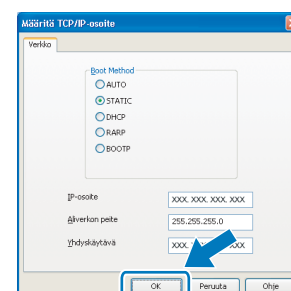 Määritä TCP/IP-osoite
Verkko
Boot Method
AUTO
STATIC
DHCP
RARP
BOOTP
IP-osoite XXX. XXX. XXX. XXX
Aliverkon peite 255.255.255.0
Yhdyskäytävä XXX. XXX
OK Peruuta Ohje